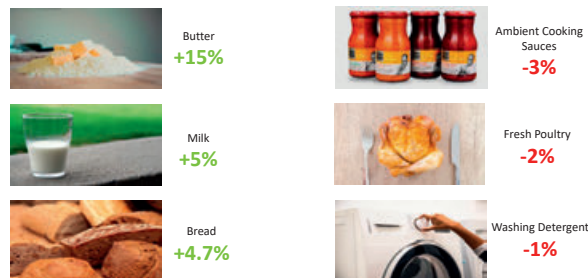 Butter
+15%
Milk
+5%
Bread
+4.7%
Ambient Cooking
Sauces
-3%
Fresh Poultry
-2%
Washing Detergent
-1%